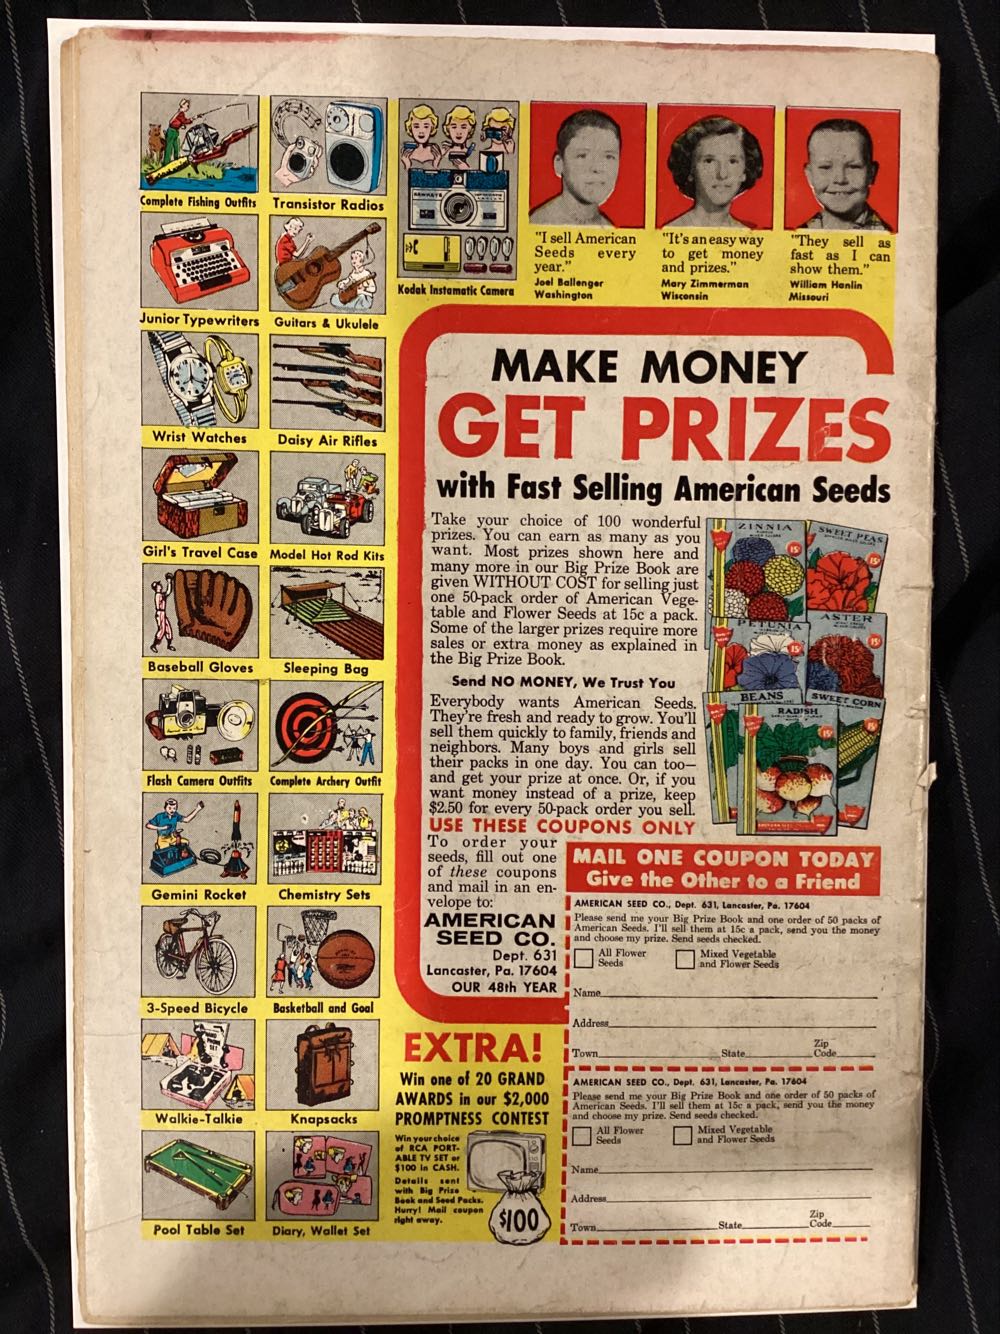 Complete Fishing Outfits
Transistor Radios
Kodak Instamatic Camera
Junior Typewriters
Guitars & Ukulele
Wrist Watches
Daisy Air Rifles
Girl's Travel Case
Model Hot Rod Kits
Baseball Gloves
Sleeping Bag
Flash Camera Outfits
Complete Archery Outfit
Gemini Rocket
Chemistry Sets
3-Speed Bicycle
Basketball and Goal
Walkie-Talkie
Knapsacks
Pool Table Set
Diary, Wallet Set
"I sell American
Seeds every
year."
Joel Ballenger
Washington
"It's an easy way
to get money
and prizes."
Mary Zimmerman
Wisconsin
"They sell as
fast as I can
show them."
William Hanlin
Missouri
MAKE MONEY
GET PRIZES
with Fast Selling American Seeds
Take your choice of 100 wonderful
prizes. You can earn as many as you
want. Most prizes shown here and
many more in our Big Prize Book are
given WITHOUT COST for selling just
one 50-pack order of American Vege-
table and Flower Seeds at 15c a pack.
Some of the larger prizes require more
sales or extra money as explained in
the Big Prize Book.
Send NO MONEY, We Trust You
Everybody wants American Seeds.
They're fresh and ready to grow. You'll
sell them quickly to family, friends and
neighbors. Many boys and girls sell
their packs in one day. You can too—
and get your prize at once. Or, if you
want money instead of a prize, keep
$2.50 for every 50-pack order you sell.
USE THESE COUPONS ONLY
To order your
seeds, fill out one
of these coupons
and mail in an en-
velope to:
AMERICAN
SEED CO.
Dept. 631
Lancaster, Pa. 17604
OUR 48th YEAR
ZINNIA
15¢
SWEET PEAS
15¢
PETUNIA
15¢
ASTER
15¢
BEANS
SWEET CORN
15¢
RADISH
15¢
MAIL ONE COUPON TODAY
Give the Other to a Friend
AMERICAN SEED CO., Dept. 631, Lancaster, Pa. 17604
Please send me your Big Prize Book and one order of 50 packs of
American Seeds. I'll sell them at 15c a pack, send you the money
and choose my prize. Send seeds checked.
All Flower
Seeds
Mixed Vegetable
and Flower Seeds
Name
Address
Town State Zip
Code
AMERICAN SEED CO., Dept. 631, Lancaster, Pa. 17604
Please send me your Big Prize Book and one order of 50 packs of
American Seeds. I'll sell them at 15c a pack, send you the money
and choose my prize. Send seeds checked.
All Flower
Seeds
Mixed Vegetable
and Flower Seeds
Name
Address
Town State Zip
Code
EXTRA!
Win one of 20 GRAND
AWARDS in our $2,000
PROMPTNESS CONTEST
Win your choice
of RCA PORT-
ABLE TV SET or
$100 in CASH.
Details sent
with Big Prize
Book and Seed Packs.
Hurry! Mail coupon
right away.
$100